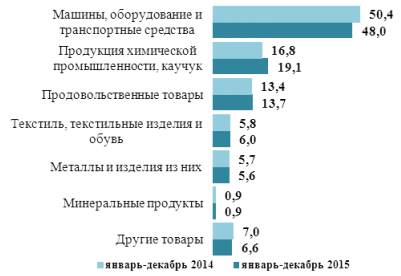 Машины, оборудование и
транспортные средства
50,4
48,0
Продукция химической
промышленности, каучук
16,8
19,1
Продовольственные товары
13,4
13,7
Текстиль, текстильные изделия и
обувь
5,8
6,0
Металлы и изделия из них
5,7
5,6
Минеральные продукты
0,9
0,9
Другие товары
7,0
6,6
январь-декабрь 2014
январь-декабрь 2015